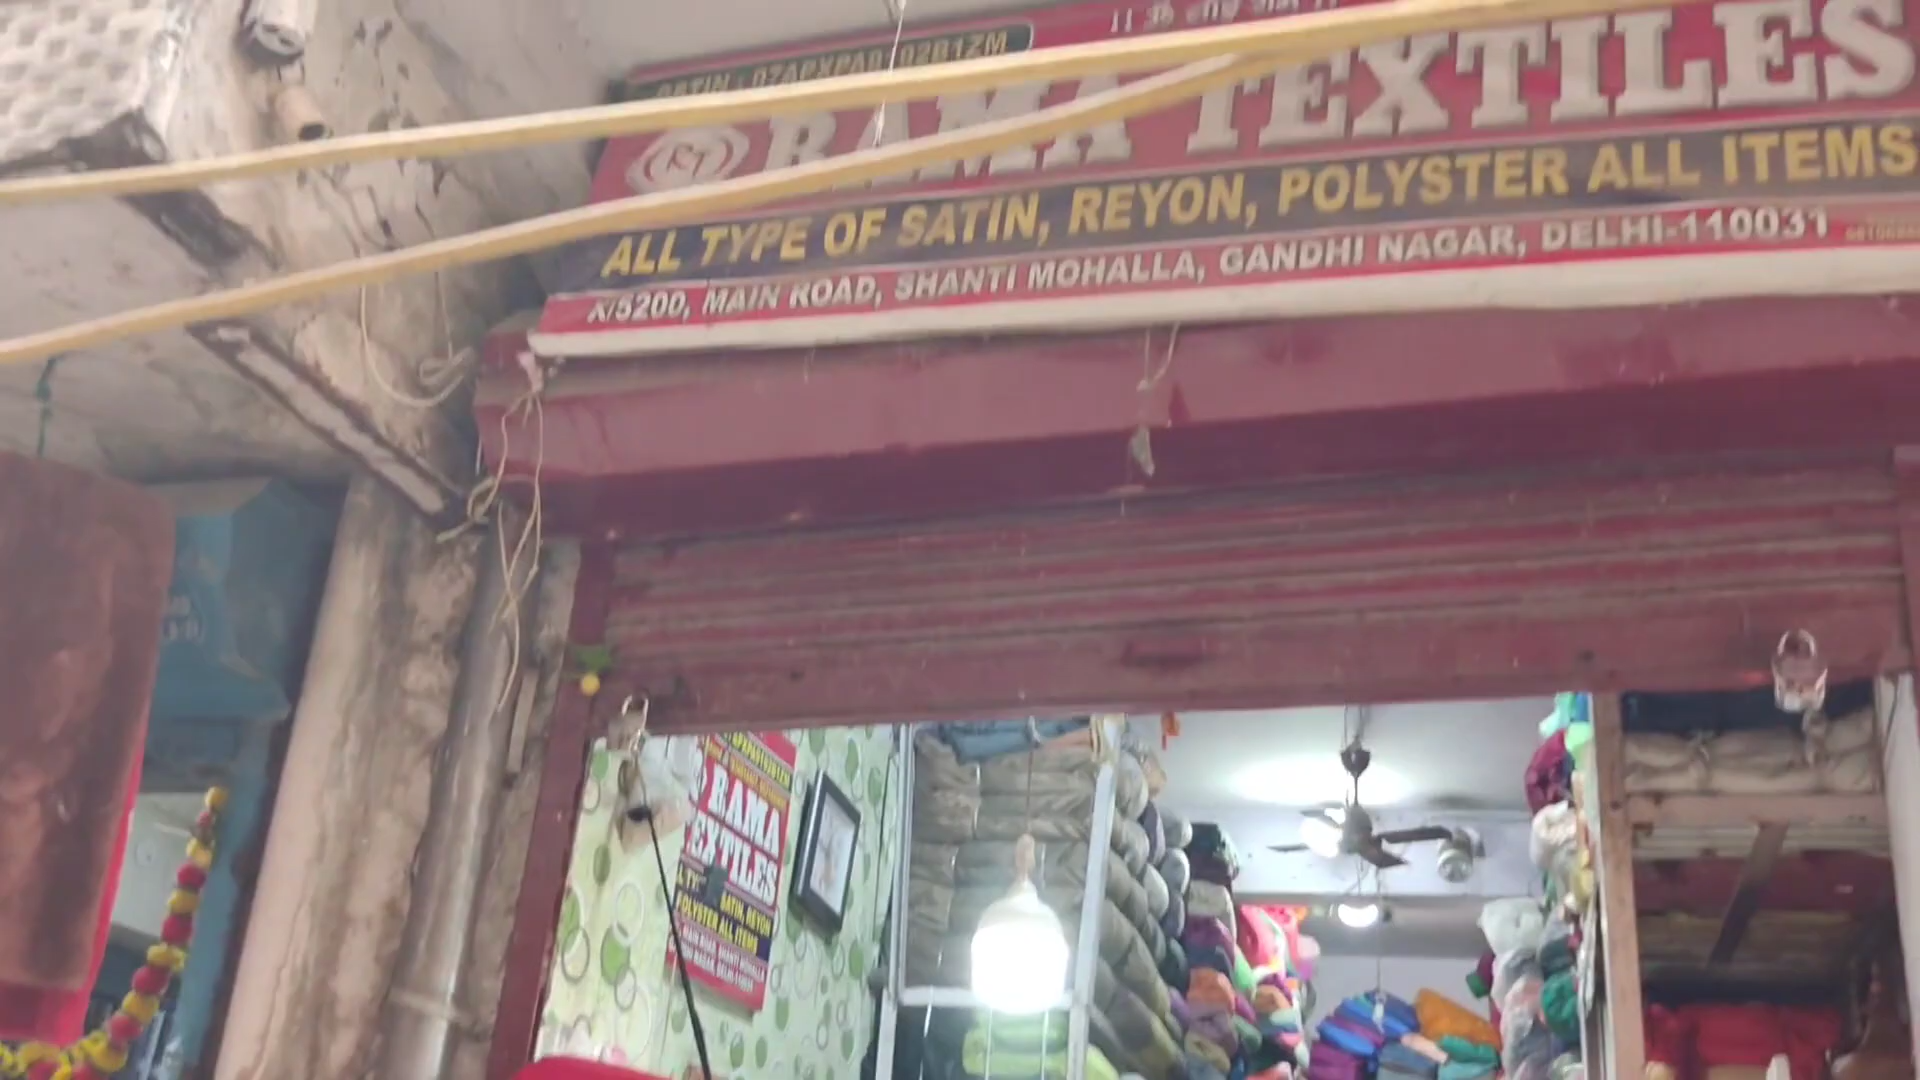 RAMA TEXTILES
ALL TYPE OF SATIN, REYON, POLYSTER ALL ITEMS
X/5200, MAIN ROAD, SHANTI MOHALLA, GANDHI NAGAR, DELHI-110031
RAMA
TEXTILES
SATIN, REYON
POLYSTER ALL ITEMS